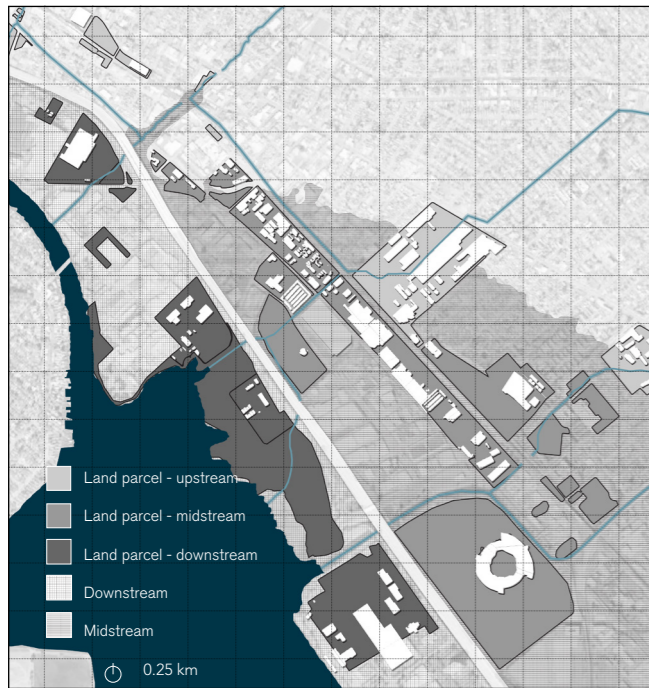 Land parcel - upstream
Land parcel - midstream
Land parcel - downstream
Downstream
Midstream
0.25 km